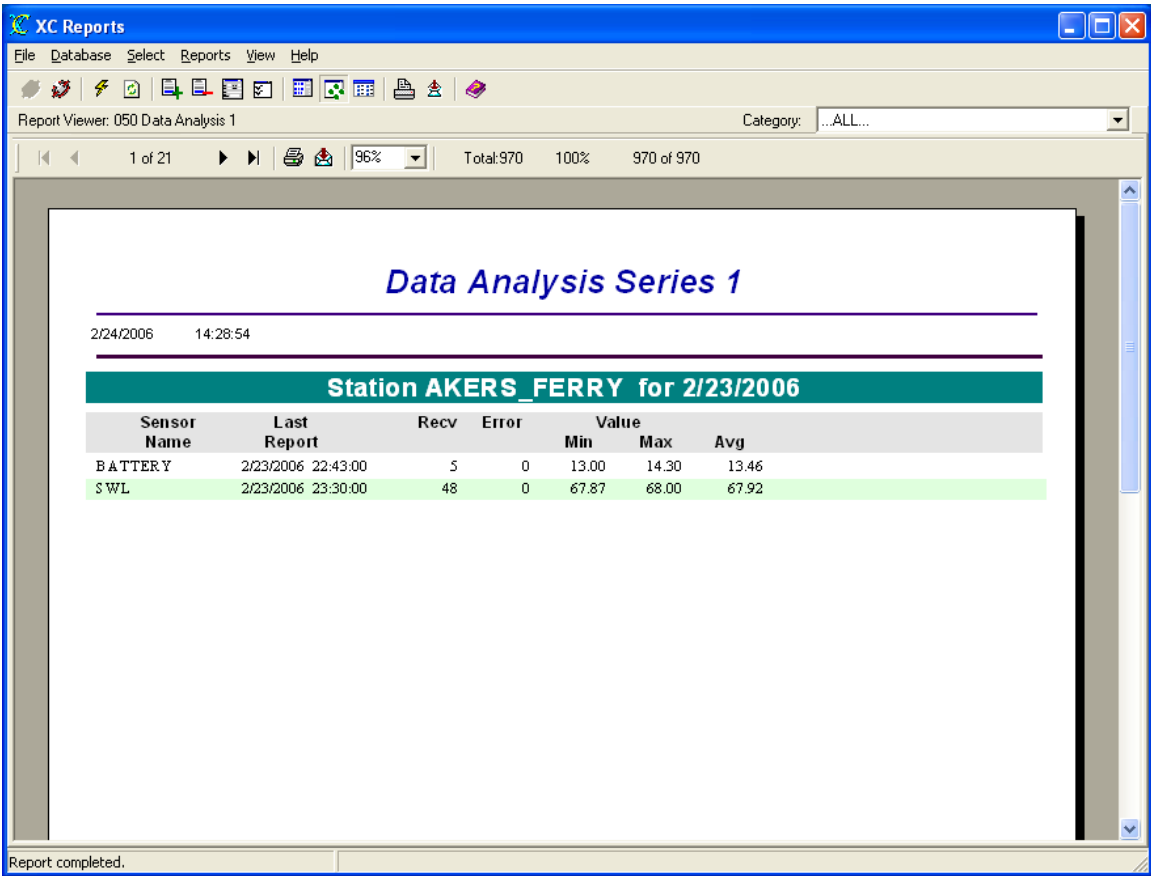 XC Reports
File Database Select Reports View Help
Report Viewer: 050 Data Analysis 1 Category: ...ALL...
1 of 21 96% Total:970 100% 970 of 970
Data Analysis Series 1
2/24/2006 14:28:54
Station AKERS_FERRY for 2/23/2006
Sensor Last Recv Error Value
Name Report Min Max Avg
BATTERY 2/23/2006 22:43:00 5 0 13.00 14.30 13.46
SWL 2/23/2006 23:30:00 48 0 67.87 68.00 67.92
Report completed.